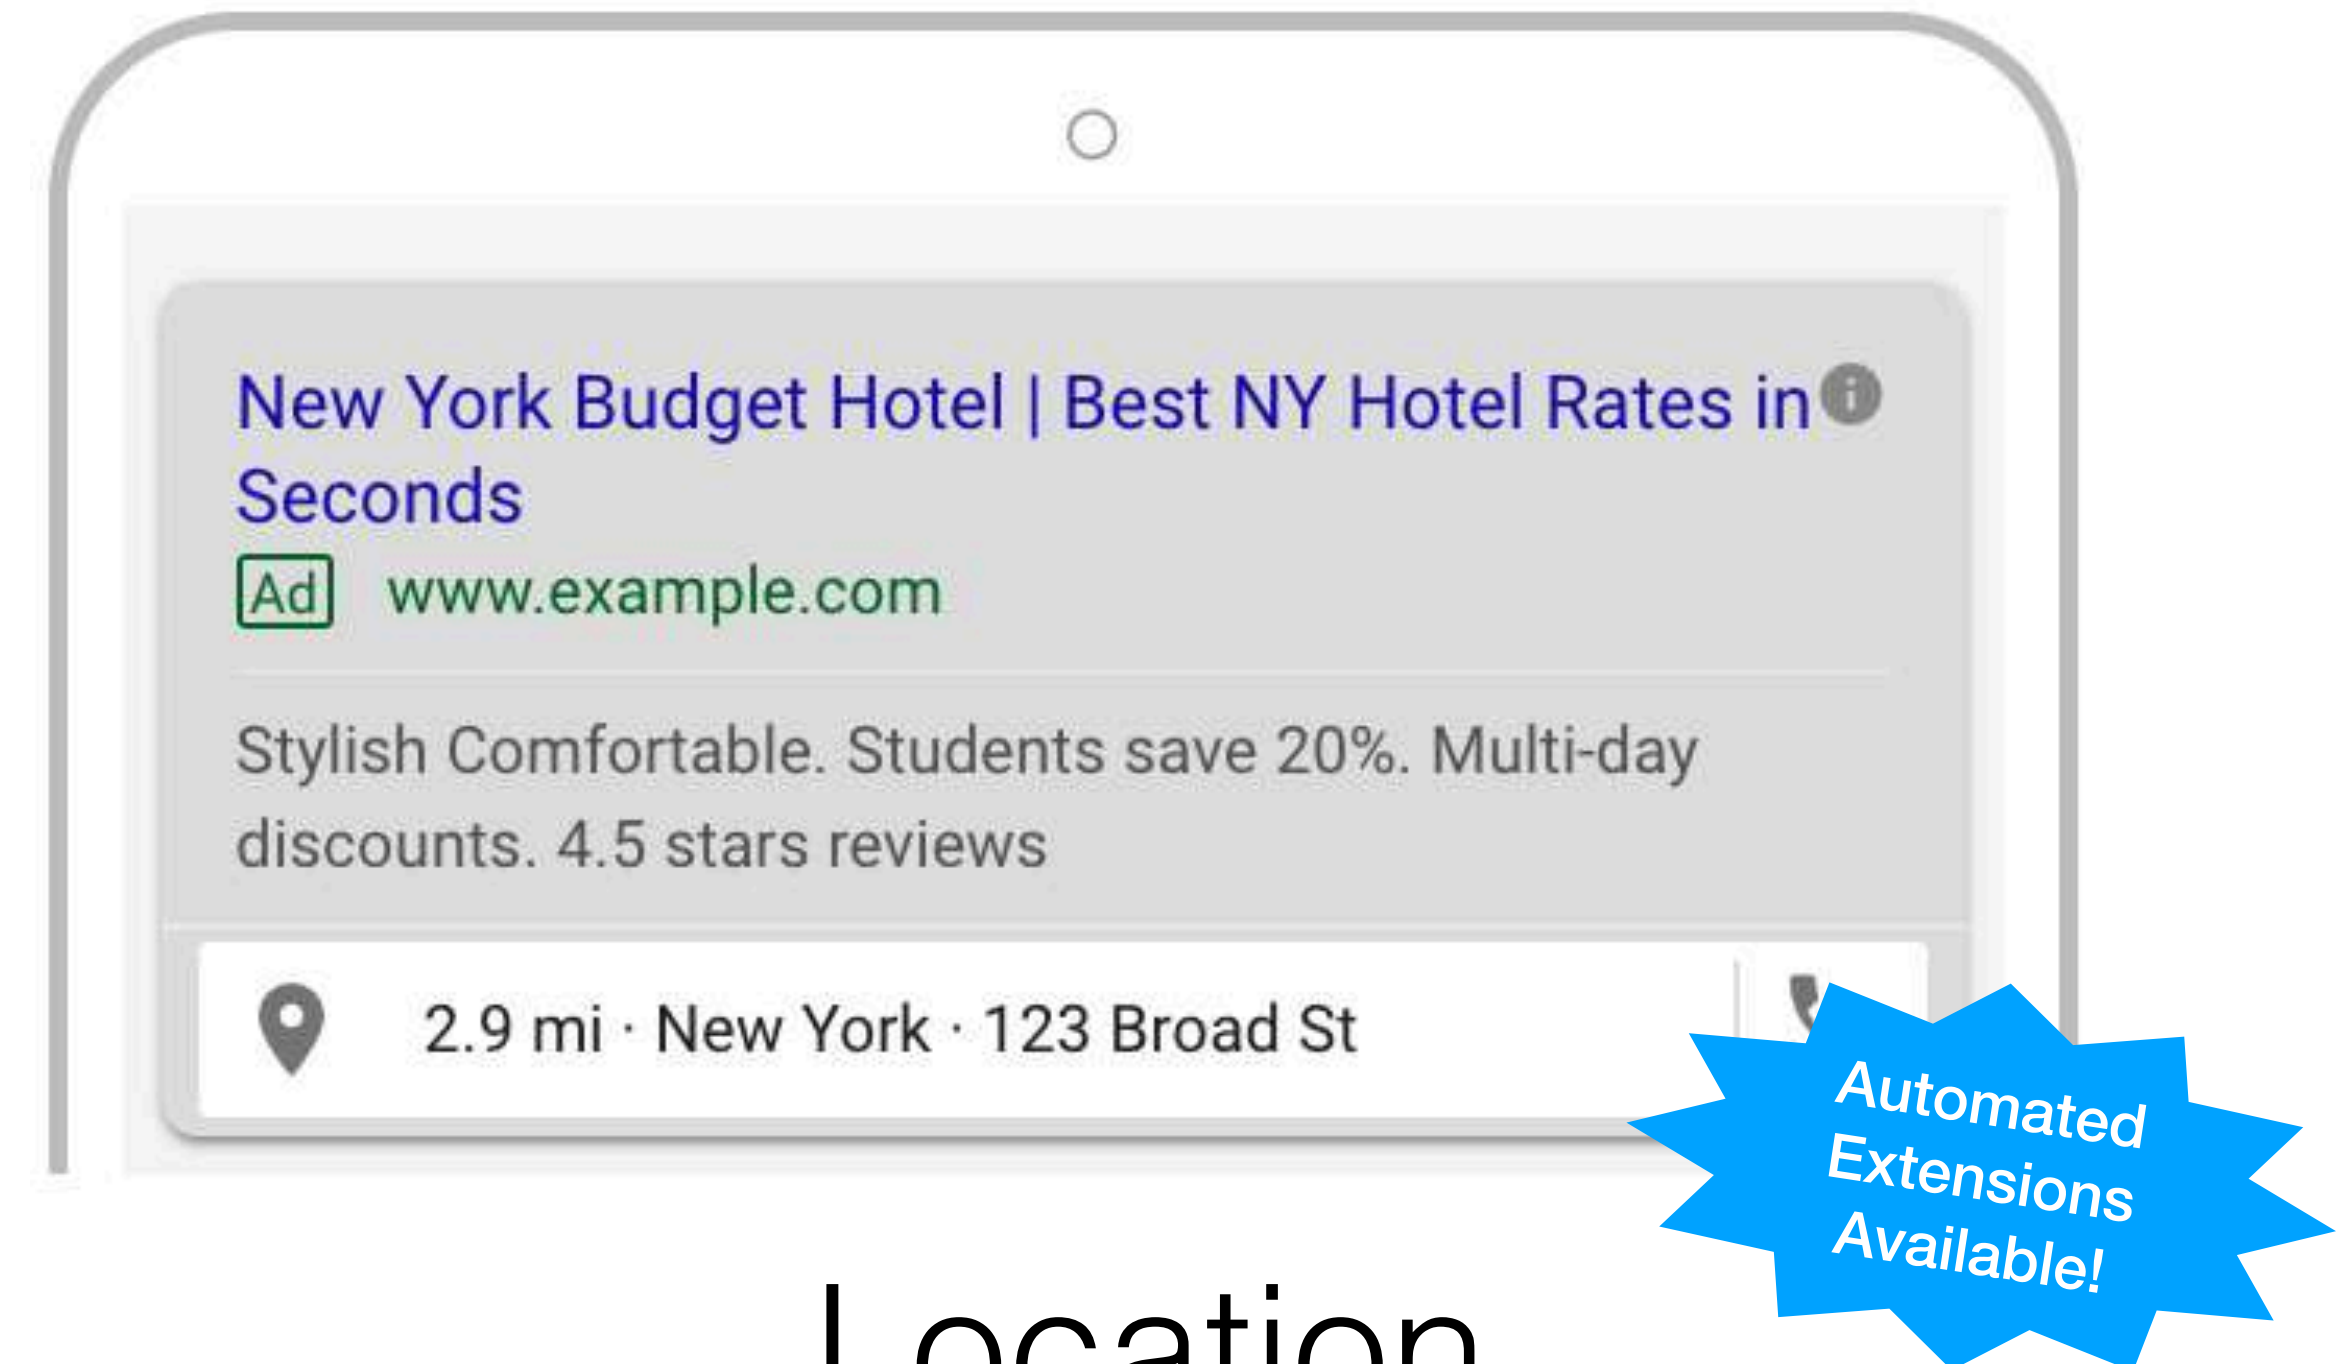 New York Budget Hotel | Best NY Hotel Rates in
Seconds
Ad www.example.com
Stylish Comfortable. Students save 20%. Multi-day
discounts. 4.5 stars reviews
2.9 mi · New York · 123 Broad St
Automated
Extensions
Available!
Location